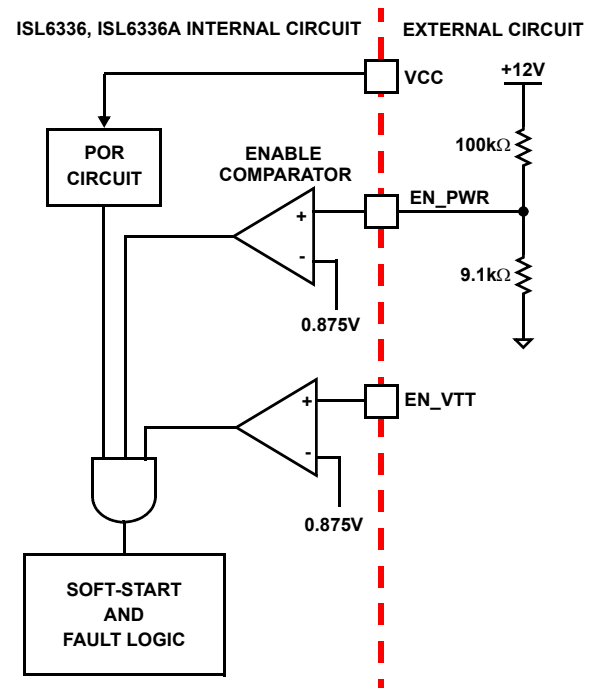 ISL6336, ISL6336A INTERNAL CIRCUIT
EXTERNAL CIRCUIT
VCC
+12V
POR
CIRCUIT
ENABLE
COMPARATOR
100kΩ
EN_PWR
+
-
9.1kΩ
0.875V
EN_VTT
+
-
0.875V
SOFT-START
AND
FAULT LOGIC